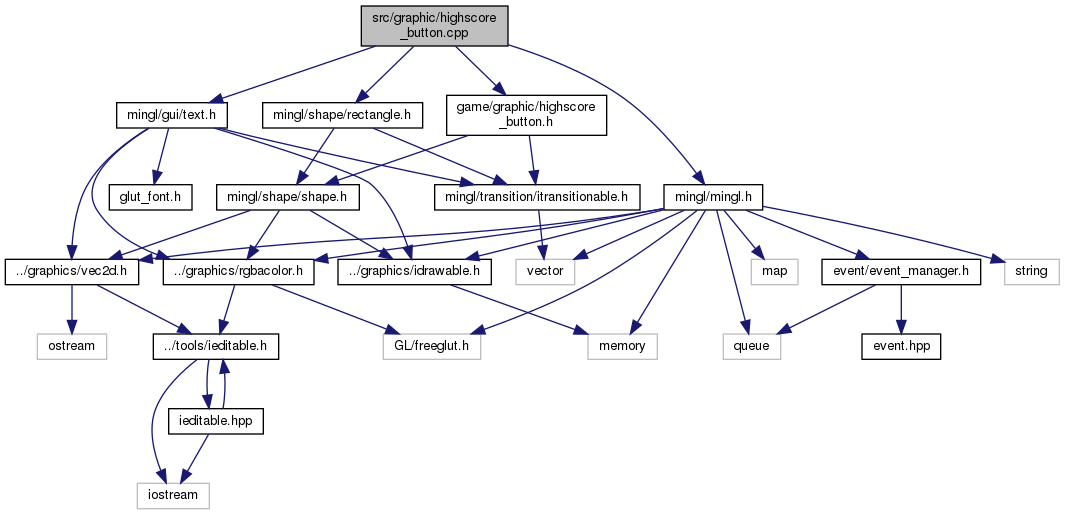 src/graphic/highscore
_button.cpp
mingl/gui/text.h
mingl/shape/rectangle.h
game/graphic/highscore
_button.h
glut_font.h
mingl/shape/shape.h
mingl/transition/itransitionable.h
mingl/mingl.h
../graphics/vec2d.h
../graphics/rgbacolor.h
../graphics/idrawable.h
vector
map
event/event_manager.h
string
ostream
../tools/ieditable.h
GL/freeglut.h
memory
queue
event.hpp
ieditable.hpp
iostream